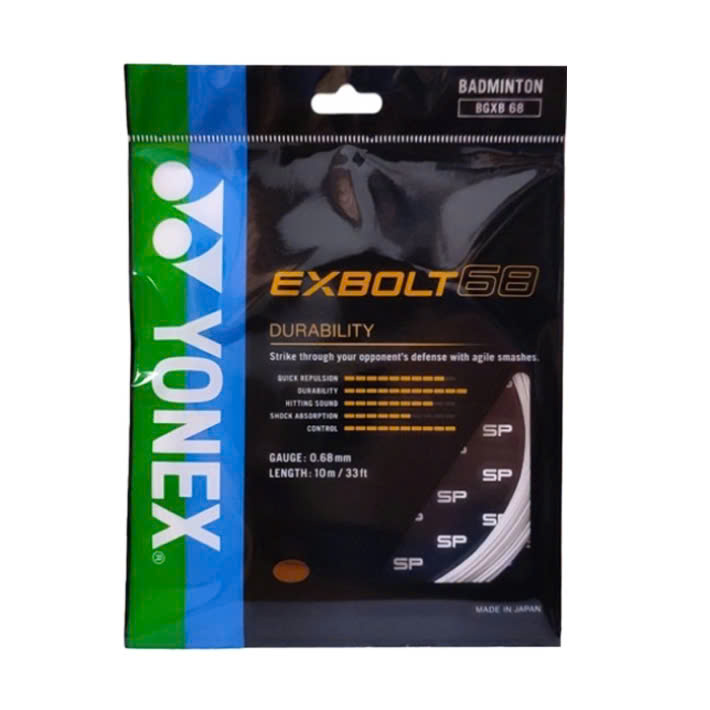 BADMINTON
BGXB 68
YONEX®
EXBOLT68
DURABILITY
Strike through your opponent's defense with agile smashes.
QUICK REPULSION
DURABILITY
HITTING SOUND
SHOCK ABSORPTION
CONTROL
GAUGE: 0.68mm
LENGTH: 10m / 33ft
SP
SP
SP
SP
SP
MADE IN JAPAN